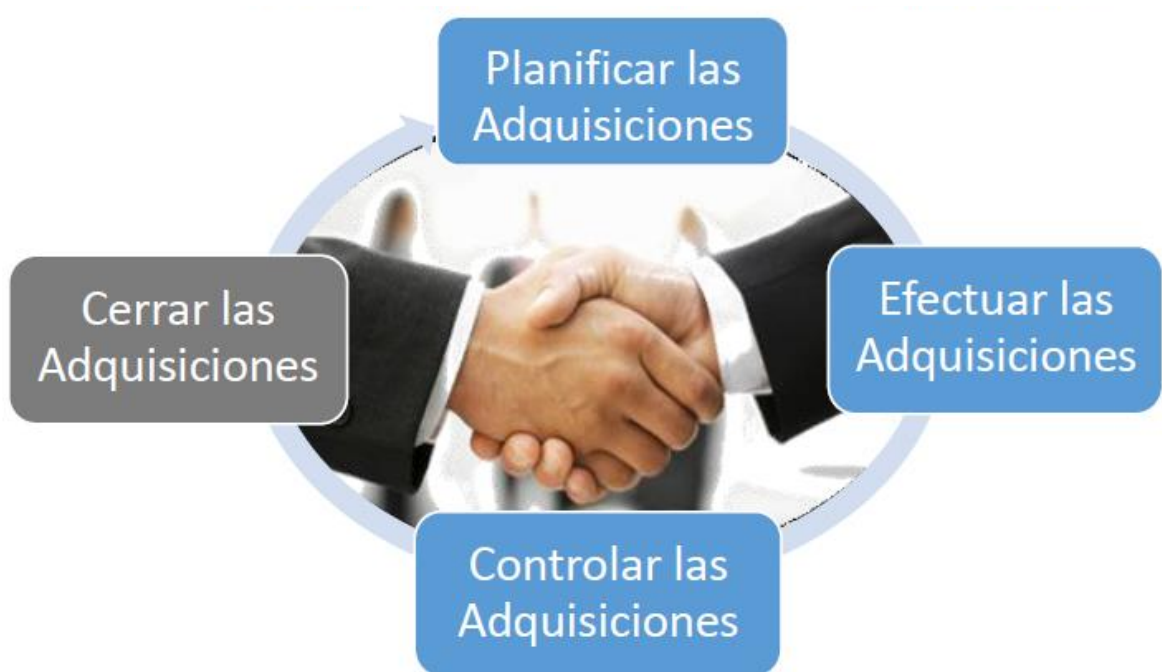 Planificar las
Adquisiciones
Efectuar las
Adquisiciones
Controlar las
Adquisiciones
Cerrar las
Adquisiciones